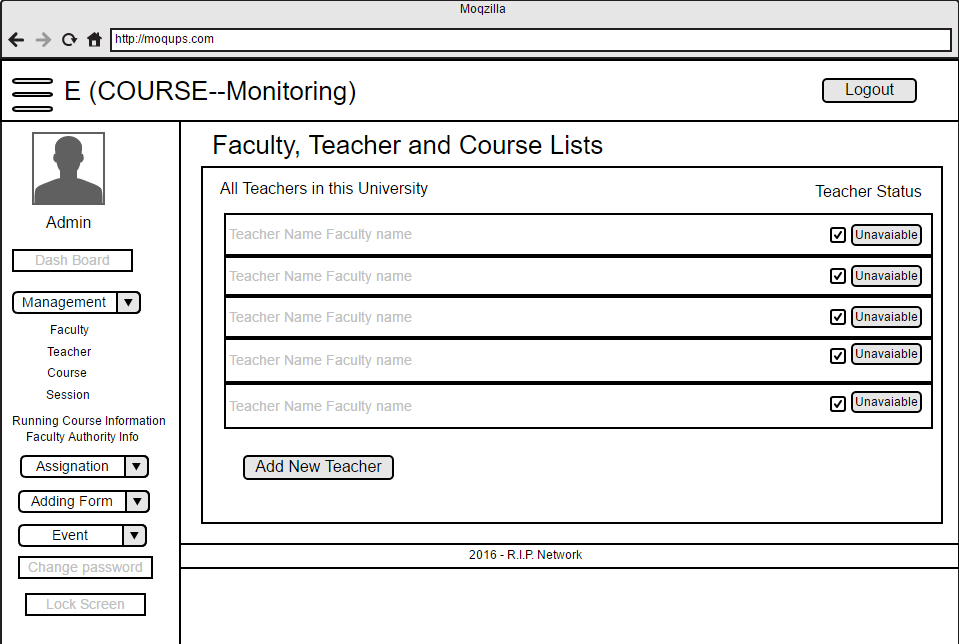 Moqzilla
http://moqups.com
E (COURSE--Monitoring)
Logout
Admin
Dash Board
Management
Faculty
Teacher
Course
Session
Running Course Information
Faculty Authority Info
Assignation
Adding Form
Event
Change password
Lock Screen
Faculty, Teacher and Course Lists
All Teachers in this University
Teacher Status
Teacher Name Faculty name
Unavaiable
Teacher Name Faculty name
Unavaiable
Teacher Name Faculty name
Unavaiable
Teacher Name Faculty name
Unavaiable
Teacher Name Faculty name
Unavaiable
Add New Teacher
2016 - R.I.P. Network